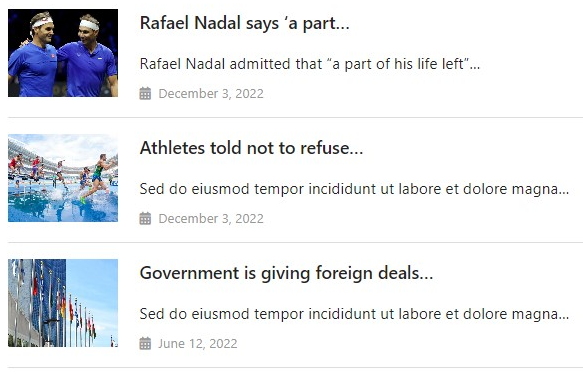 Rafael Nadal says ‘a part...
Rafael Nadal admitted that “a part of his life left”...
December 3, 2022
Athletes told not to refuse...
Sed do eiusmod tempor incididunt ut labore et dolore magna...
December 3, 2022
Government is giving foreign deals...
Sed do eiusmod tempor incididunt ut labore et dolore magna...
June 12, 2022